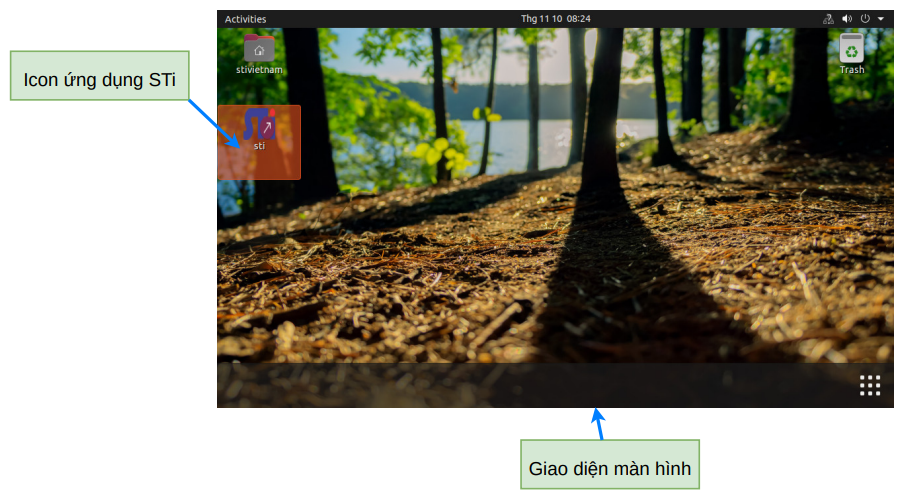 Activities
Thg 11 10 08:24
stivietnam
Trash
Icon ứng dụng STi
sti
Giao diện màn hình